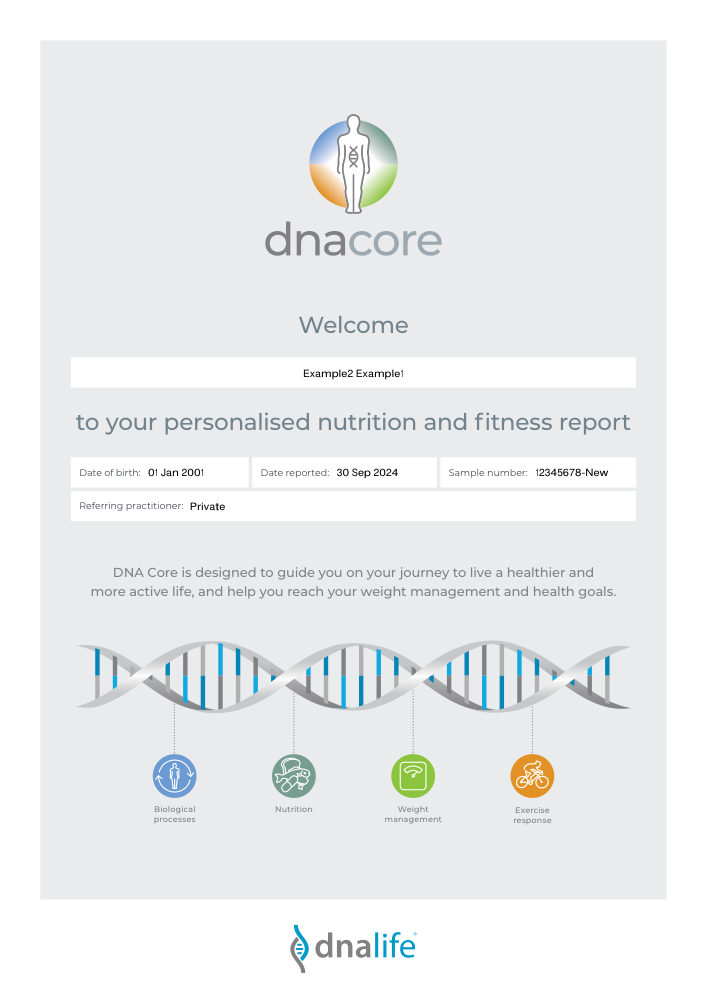 dnacore
Welcome
Example2 Example1
to your personalised nutrition and fitness report
Date of birth: 01 Jan 2001 Date reported: 30 Sep 2024 Sample number: 12345678-New
Referring practitioner: Private
DNA Core is designed to guide you on your journey to live a healthier and
more active life, and help you reach your weight management and health goals.
Biological
processes
Nutrition
Weight
management
Exercise
response
dnalife®